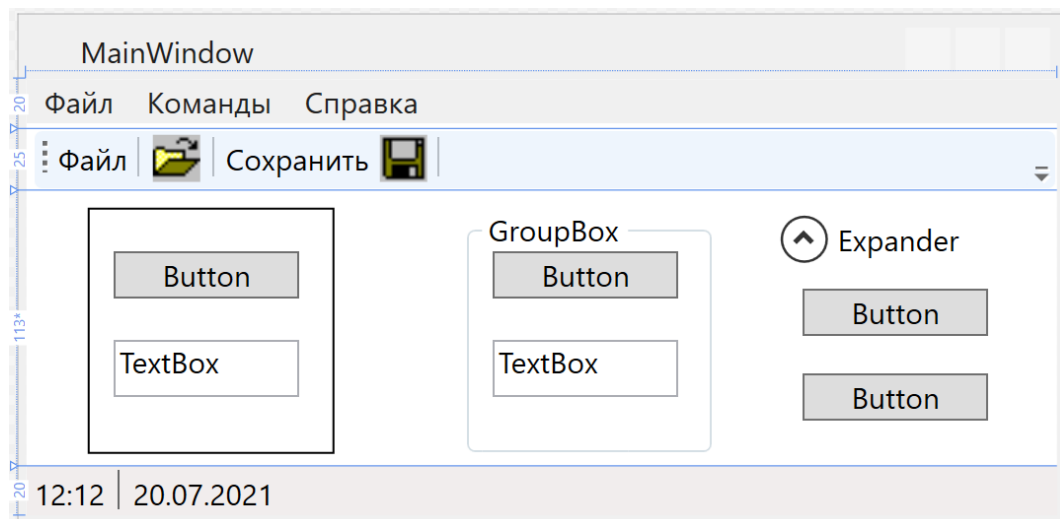 MainWindow
20
Файл Команды Справка
25
Файл Сохранить
113*
GroupBox
Expander
Button
Button
Button
TextBox
TextBox
Button
20
12:12 20.07.2021